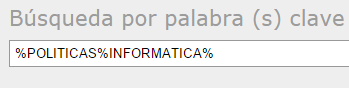 Búsqueda por palabra (s) clave
%POLITICAS%INFORMATICA%